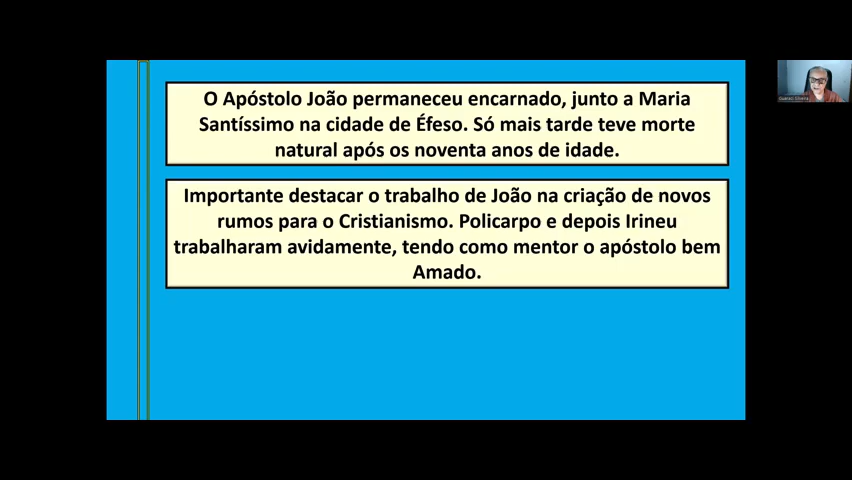 O Apóstolo João permaneceu encarnado, junto a Maria
Santíssimo na cidade de Éfeso. Só mais tarde teve morte
natural após os noventa anos de idade.
Importante destacar o trabalho de João na criação de novos
rumos para o Cristianismo. Policarpo e depois Irineu
trabalharam avidamente, tendo como mentor o apóstolo bem
Amado.